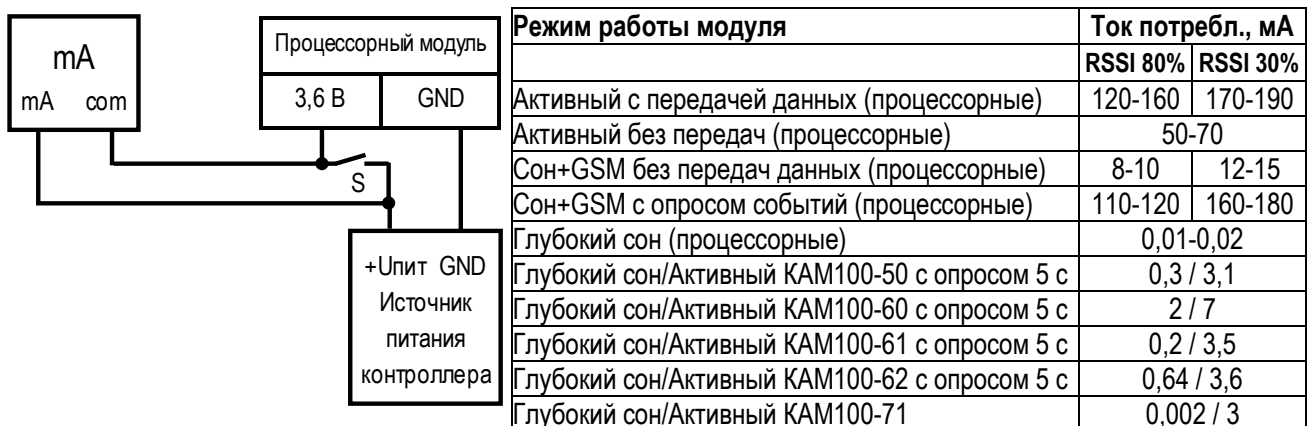 mA
mA com
Процессорный модуль
3,6 В GND
S
+Uпит GND
Источник
питания
контроллера
Режим работы модуля Ток потребл., мА
RSSI 80% RSSI 30%
Активный с передачей данных (процессорные) 120-160 170-190
Активный без передач (процессорные) 50-70
Сон+GSM без передач данных (процессорные) 8-10 12-15
Сон+GSM с опросом событий (процессорные) 110-120 160-180
Глубокий сон (процессорные) 0,01-0,02
Глубокий сон/Активный КАМ100-50 с опросом 5 с 0,3 / 3,1
Глубокий сон/Активный КАМ100-60 с опросом 5 с 2 / 7
Глубокий сон/Активный КАМ100-61 с опросом 5 с 0,2 / 3,5
Глубокий сон/Активный КАМ100-62 с опросом 5 с 0,64 / 3,6
Глубокий сон/Активный КАМ100-71 0,002 / 3